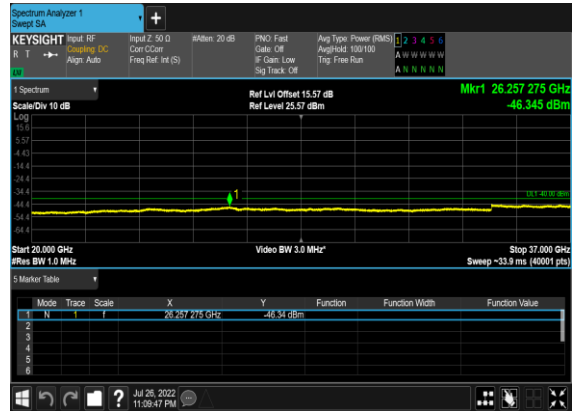 Spectrum Analyzer 1
Swept SA
+
KEYSIGHT Input: RF Input Z: 50 Ω #Atten: 20 dB PNO: Fast Avg Type: Power (RMS) 1 2 3 4 5 6
R T Coupling: DC Corr CCorr Gate: Off Avg|Hold: 100/100 A W W W W W
Align: Auto Freq Ref: Int (S) IF Gain: Low Trig: Free Run
LW Sig Track: Off A N N N N N
1 Spectrum
Ref Lvl Offset 15.57 dB Mkr1 26.257 275 GHz
Scale/Div 10 dB Ref Level 25.57 dBm -46.345 dBm
Log
15.6
5.57
-4.43
-14.4
-24.4
-34.4 1 DL1 -40.00 dBm
-44.4
-54.4
-64.4
Start 20.000 GHz Video BW 3.0 MHz* Stop 37.000 GHz
#Res BW 1.0 MHz Sweep ~33.9 ms (40001 pts)
5 Marker Table
Mode Trace Scale X Y Function Function Width Function Value
1 N 1 f 26.257 275 GHz -46.34 dBm
2
3
4
5
6
? Jul 26, 2022
11:09:47 PM